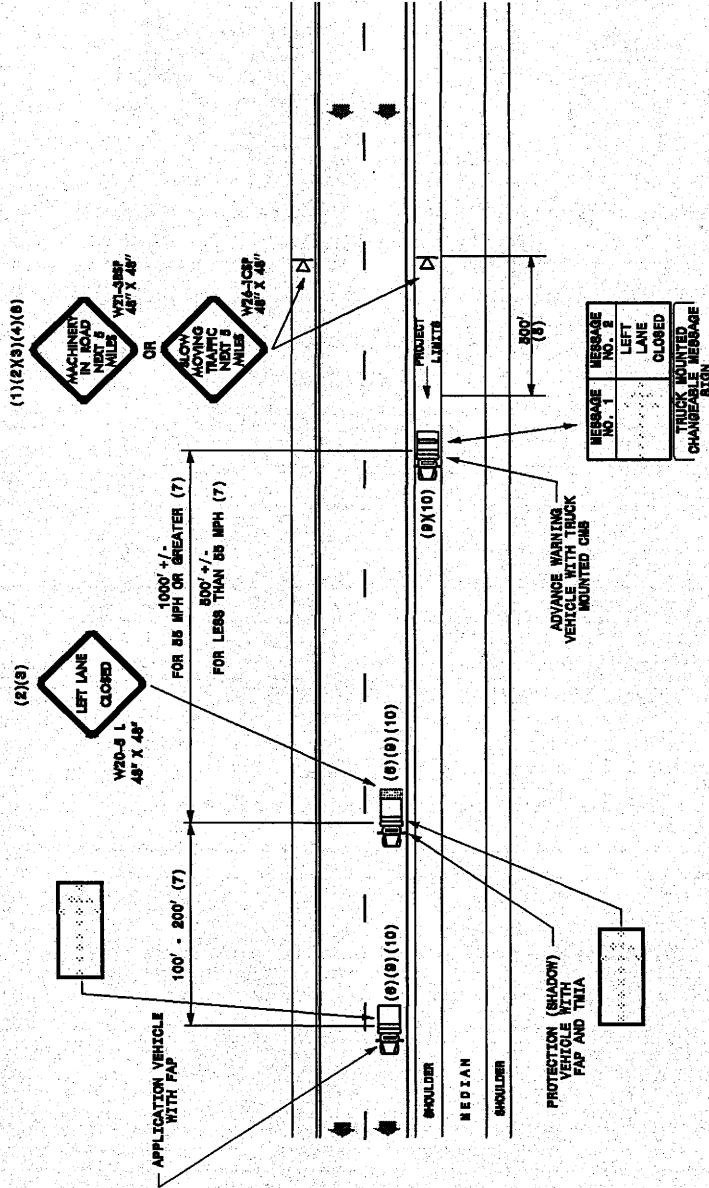 (1)(2)(3)(4)(8)
MACHINERY
IN ROAD
NEXT 5
MILES
W21-3BSP
48" X 48"
OR
SLOW
MOVING
TRAFFIC
NEXT 5
MILES
W24-1CSP
48" X 48"
(2)(3)
LEFT LANE
CLOSED
W20-5 L
48" X 48"
1000' +/-
FOR 55 MPH OR GREATER (7)
500' +/-
FOR LESS THAN 55 MPH (7)
100' - 200' (7)
APPLICATION VEHICLE
WITH FAP
(6)(9)(10)
(6)(9)(10)
(9)(10)
PROJECT
LIMITS
500'
(5)
SHOULDER
MEDIAN
SHOULDER
PROTECTION (SHADOW)
VEHICLE WITH
FAP AND TMIA
ADVANCE WARNING
VEHICLE WITH TRUCK
MOUNTED CMS
MESSAGE
NO. 1
MESSAGE
NO. 2
LEFT
LANE
CLOSED
TRUCK MOUNTED
CHANGEABLE MESSAGE
SIGN